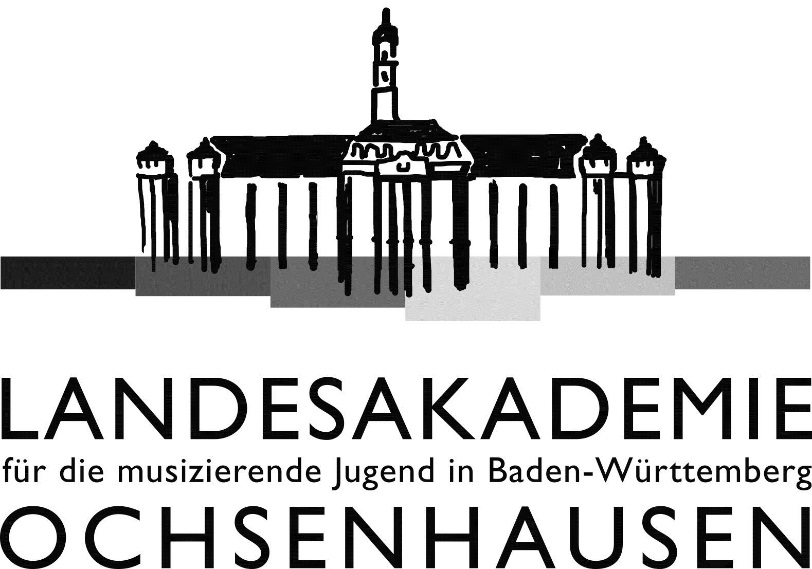 LANDESAKADEMIE
für die musizierende Jugend in Baden-Württemberg
OCHSENHAUSEN